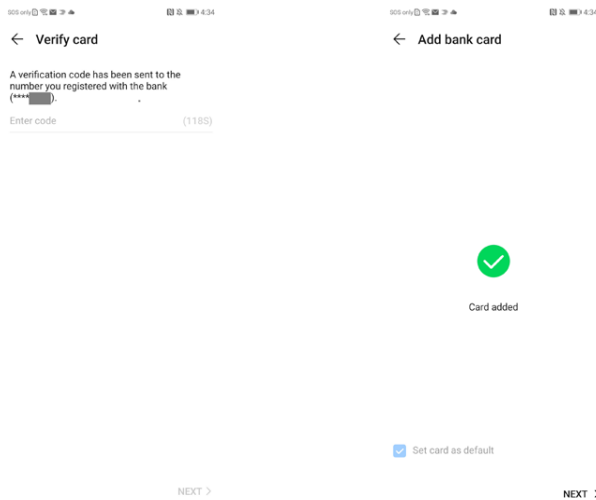 SOS only 4:34
Verify card
A verification code has been sent to the
number you registered with the bank
(**** ).
Enter code (118S)
NEXT
SOS only 4:34
Add bank card
Card added
Set card as default
NEXT